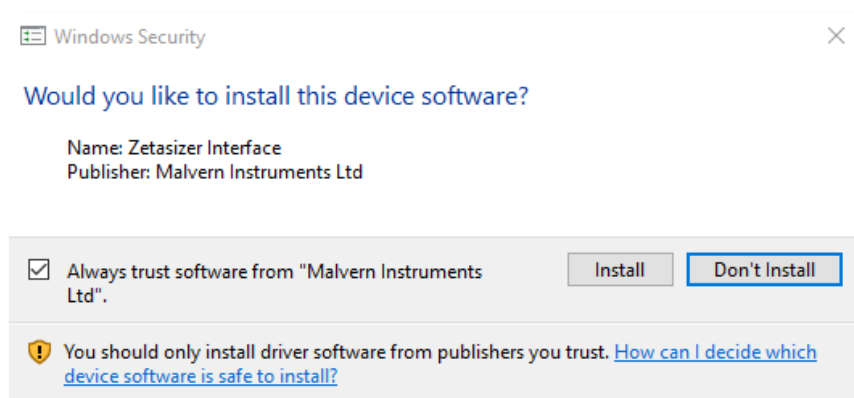 Windows Security
Would you like to install this device software?
Name: Zetasizer Interface
Publisher: Malvern Instruments Ltd
Always trust software from "Malvern Instruments
Ltd".
Install
Don't Install
You should only install driver software from publishers you trust. How can I decide which
device software is safe to install?